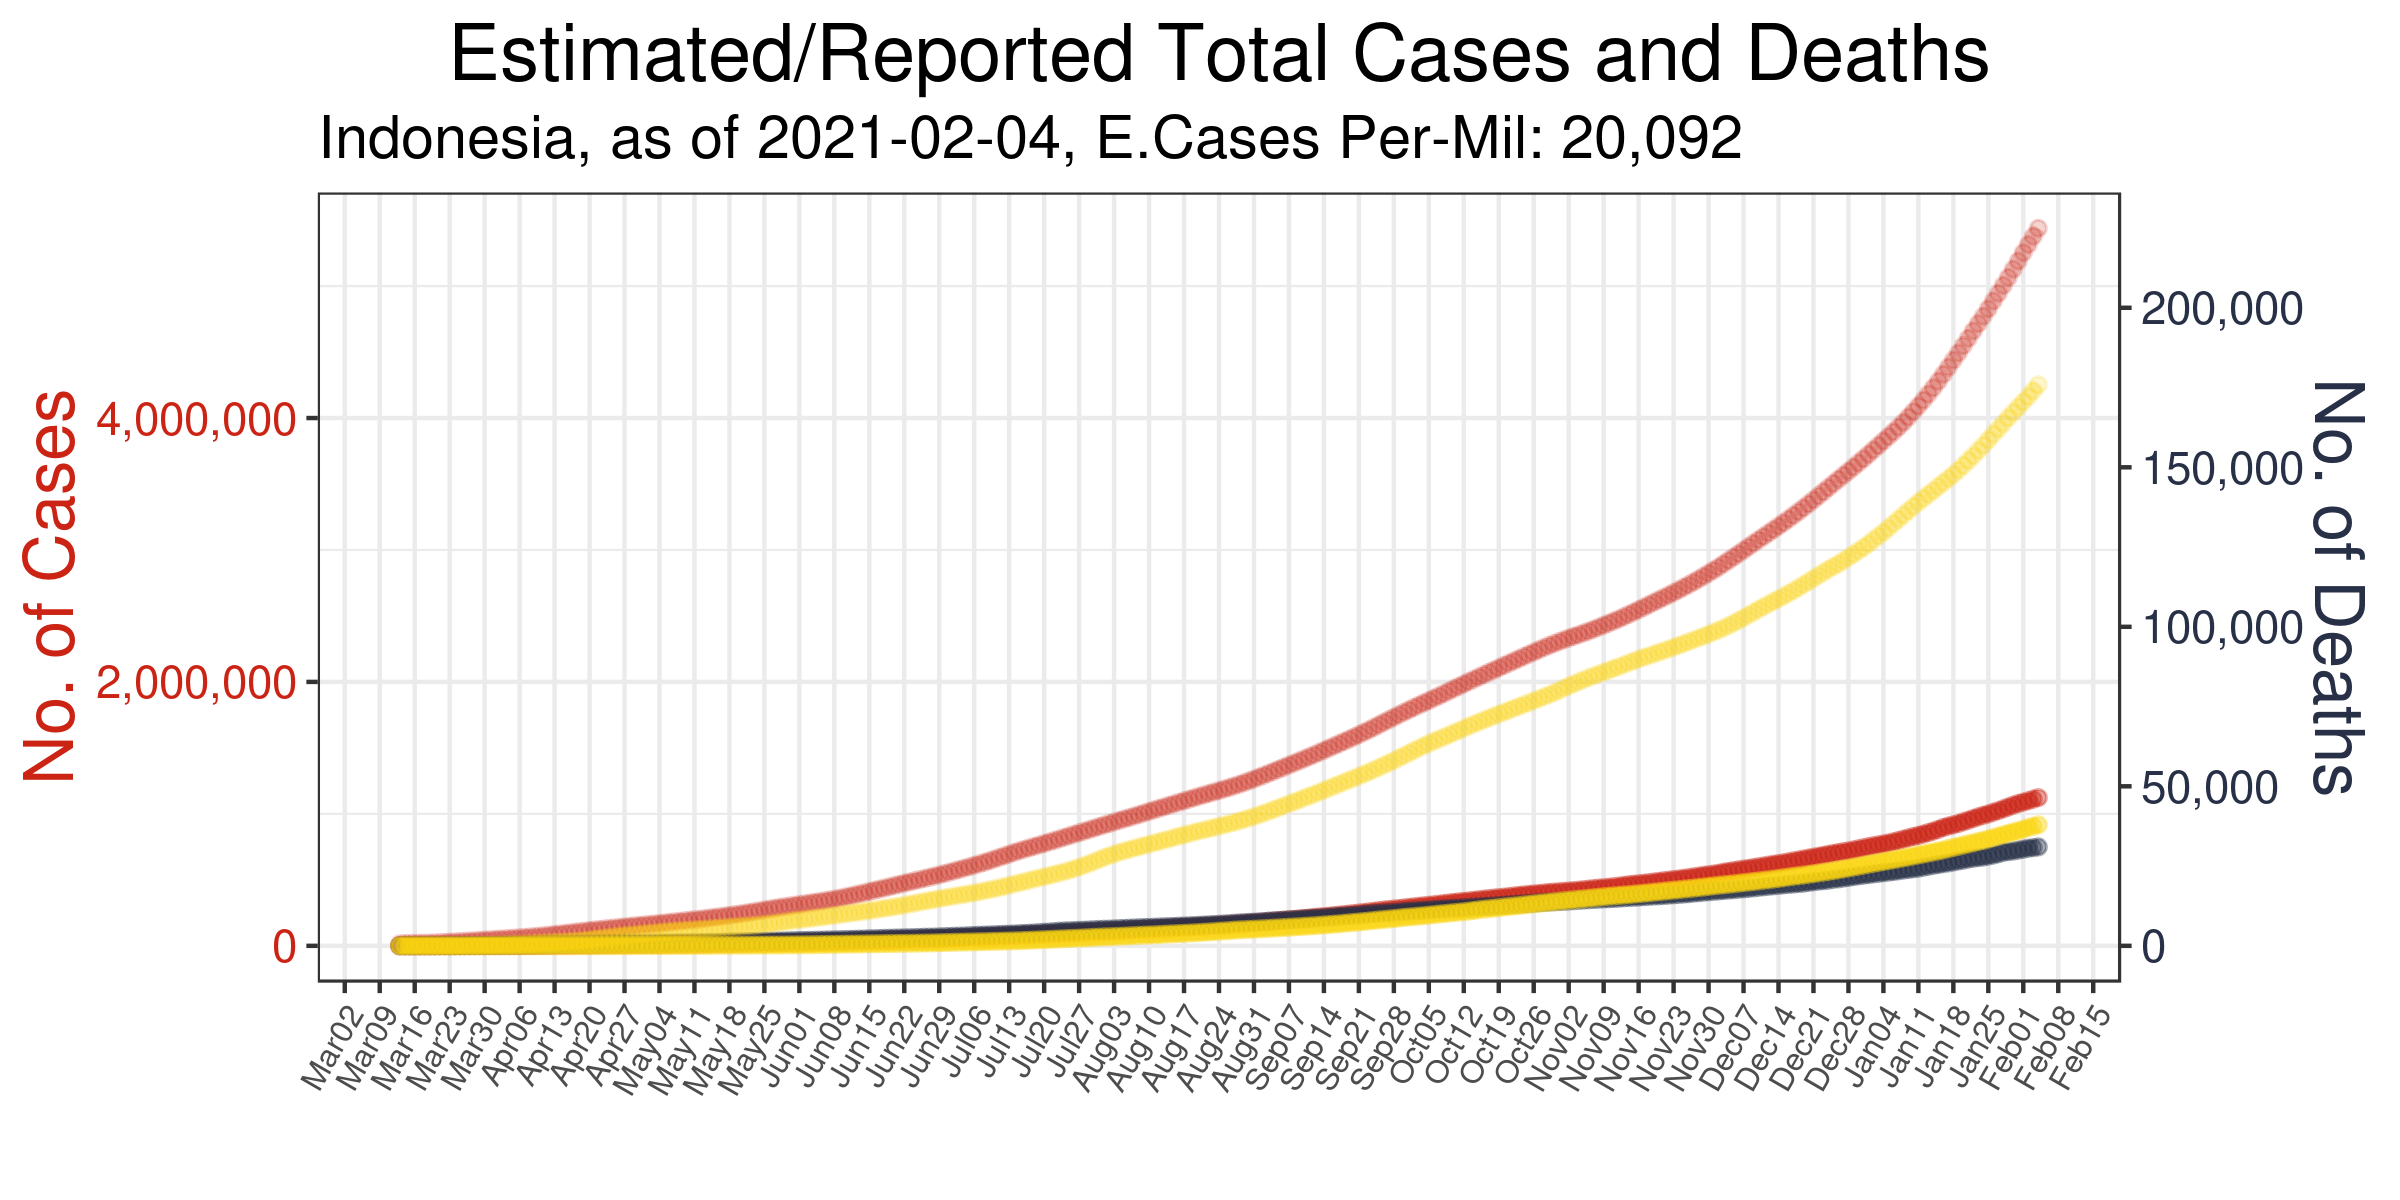 Estimated/Reported Total Cases and Deaths
Indonesia, as of 2021-02-04, E.Cases Per-Mil: 20,092
No. of Cases
4,000,000
2,000,000
0
200,000
150,000
100,000
50,000
0
No. of Deaths
Mar02
Mar09
Mar16
Mar23
Mar30
Apr06
Apr13
Apr20
Apr27
May04
May11
May18
May25
Jun01
Jun08
Jun15
Jun22
Jun29
Jul06
Jul13
Jul20
Jul27
Aug03
Aug10
Aug17
Aug24
Aug31
Sep07
Sep14
Sep21
Sep28
Oct05
Oct12
Oct19
Oct26
Nov02
Nov09
Nov16
Nov23
Nov30
Dec07
Dec14
Dec21
Dec28
Jan04
Jan11
Jan18
Jan25
Feb01
Feb08
Feb15